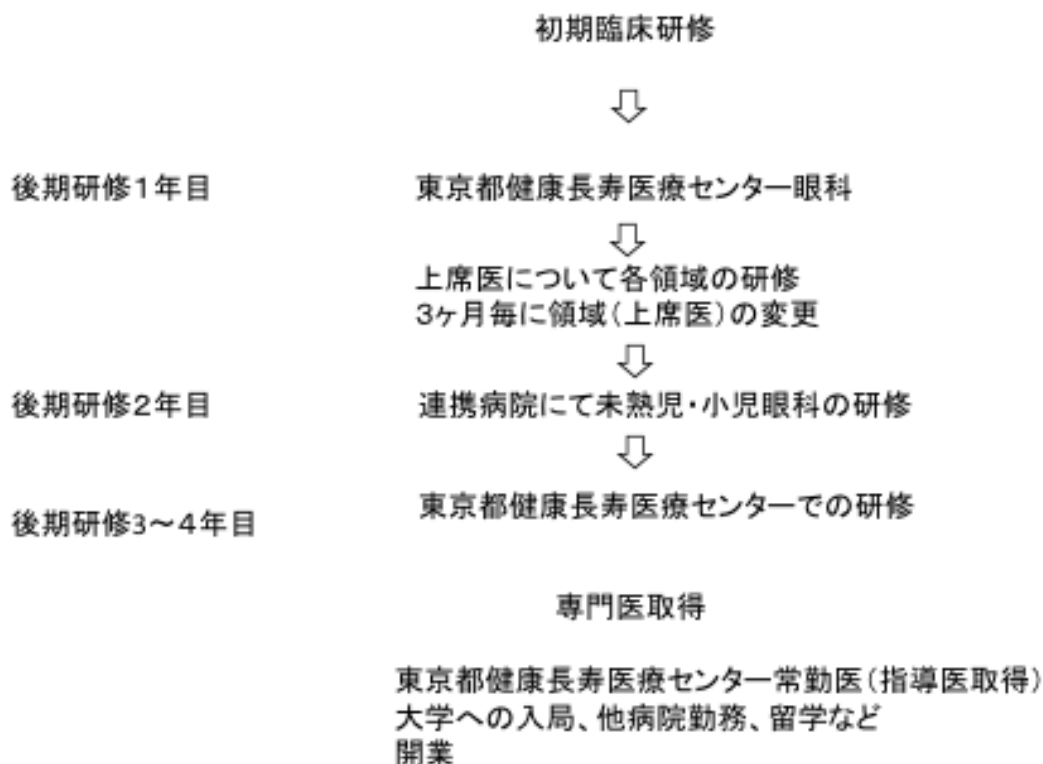 初期臨床研修
後期研修1年目
東京都健康長寿医療センター眼科
上席医について各領域の研修
3ヶ月毎に領域(上席医)の変更
後期研修2年目
連携病院にて未熟児・小児眼科の研修
後期研修3～4年目
東京都健康長寿医療センターでの研修
専門医取得
東京都健康長寿医療センター常勤医(指導医取得)
大学への入局、他病院勤務、留学など
開業